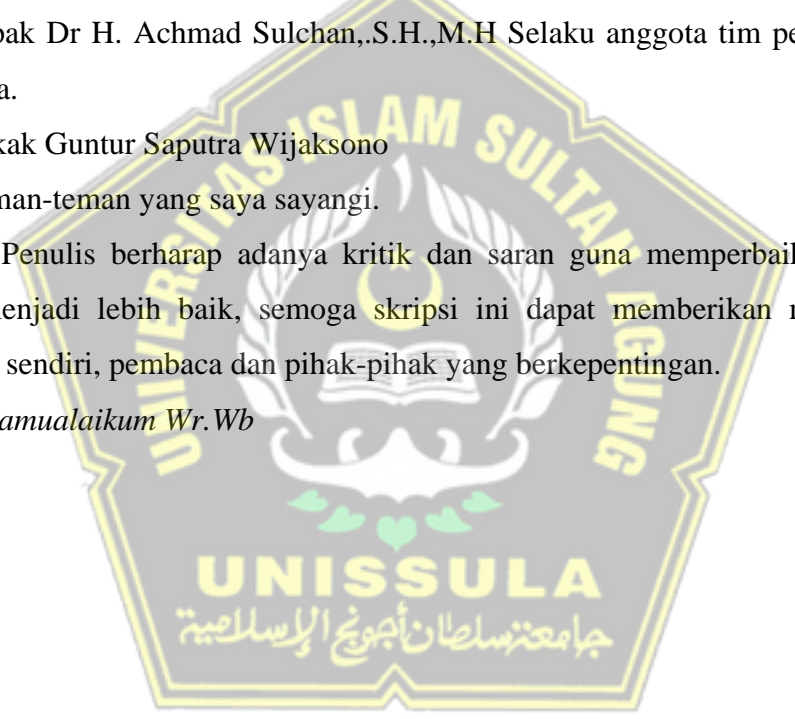 pak Dr H. Achmad Sulchan,.S.H.,M.H Selaku anggota tim pe
a.
kak Guntur Saputra Wijaksono
man-teman yang saya sayangi.
Penulis berharap adanya kritik dan saran guna memperbaik
enjadi lebih baik, semoga skripsi ini dapat memberikan
sendiri, pembaca dan pihak-pihak yang berkepentingan.
amualaikum Wr.Wb
UNIVERSITAS ISLAM SULTAN AGUNG
UNISSULA
جامعة سلطان أجونج الإسلامية